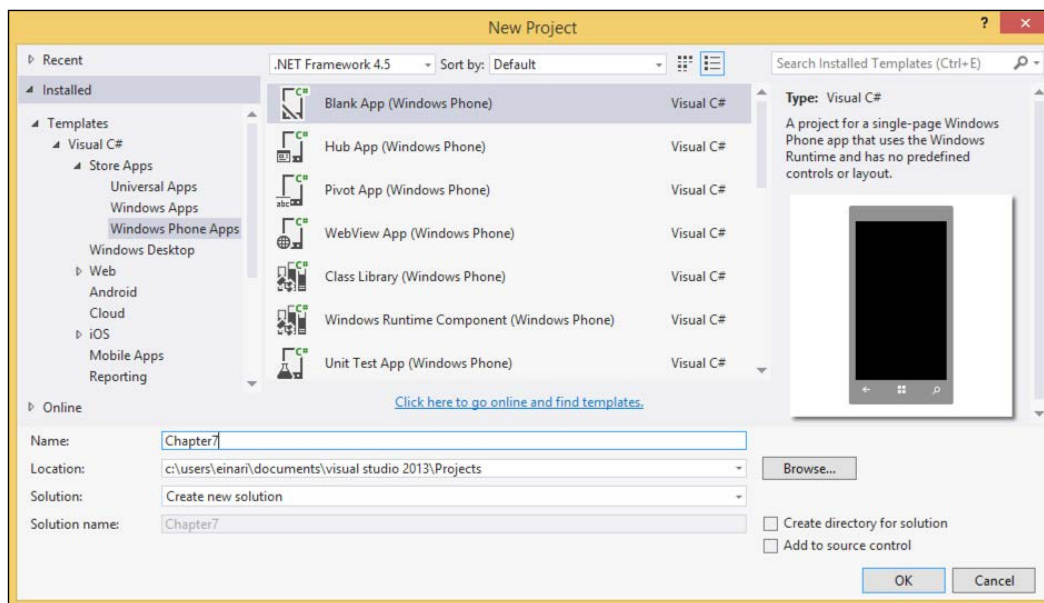 New Project
? ×
Recent
Installed
Templates
Visual C#
Store Apps
Universal Apps
Windows Apps
Windows Phone Apps
Windows Desktop
Web
Android
Cloud
iOS
Mobile Apps
Reporting
Online
.NET Framework 4.5 Sort by: Default
C# Blank App (Windows Phone) Visual C#
C# Hub App (Windows Phone) Visual C#
C# abc Pivot App (Windows Phone) Visual C#
C# WebView App (Windows Phone) Visual C#
C# Class Library (Windows Phone) Visual C#
C# Windows Runtime Component (Windows Phone) Visual C#
C# Unit Test App (Windows Phone) Visual C#
Click here to go online and find templates.
Search Installed Templates (Ctrl+E)
Type: Visual C#
A project for a single-page Windows
Phone app that uses the Windows
Runtime and has no predefined
controls or layout.
Name: Chapter7
Location: c:\users\einari\documents\visual studio 2013\Projects Browse...
Solution: Create new solution
Solution name: Chapter7
Create directory for solution
Add to source control
OK Cancel